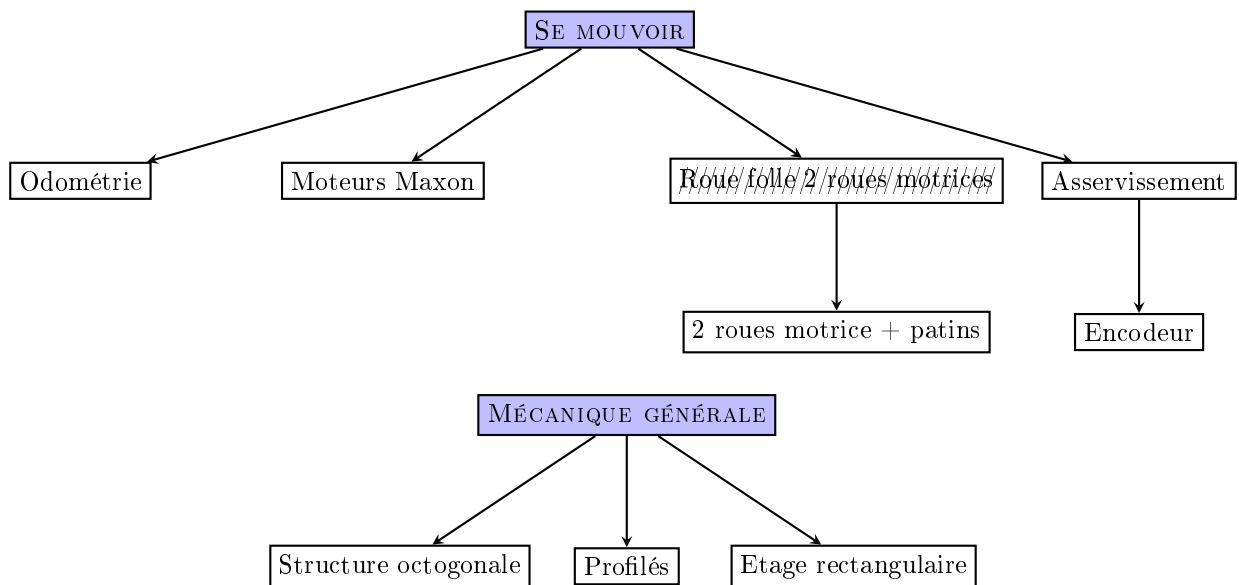 SE MOUVOIR
Odométrie
Moteurs Maxon
Roue folle 2 roues motrices
Asservissement
2 roues motrice + patins
Encodeur
MÉCANIQUE GÉNÉRALE
Structure octogonale
Profilés
Etage rectangulaire